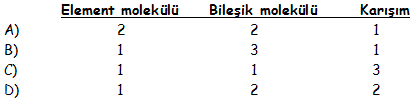 Element molekülü Bileşik molekülü Karışım
A) 2 2 1
B) 1 3 1
C) 1 1 3
D) 1 2 2